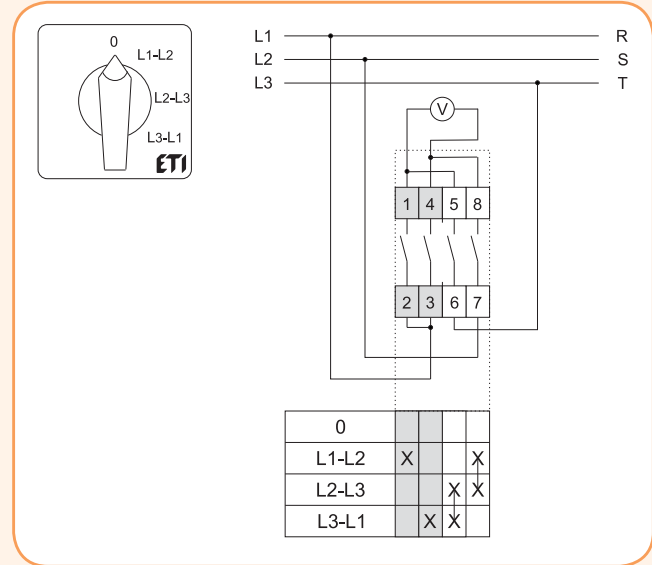 0
L1-L2
L2-L3
L3-L1
ETI
L1 R
L2 S
L3 T
V
1 4 5 8
2 3 6 7
0
L1-L2 X X
L2-L3 X X
L3-L1 X X